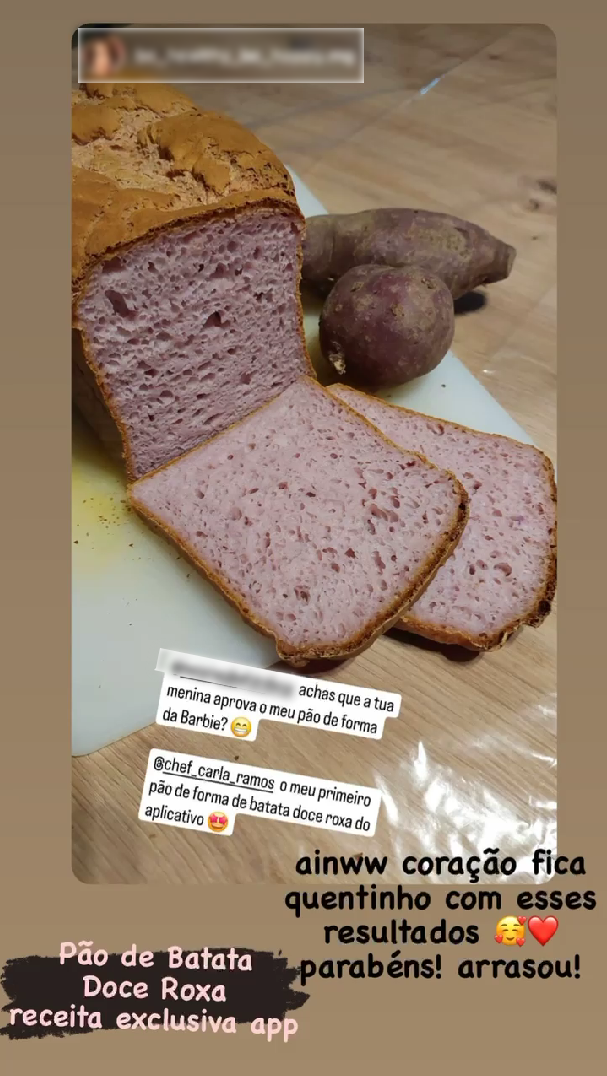 achas que a tua
menina aprova o meu pão de forma
da Barbie? 😁
@chef_carla_ramos o meu primeiro
pão de forma de batata doce roxa do
aplicativo 🤩
ainww coração fica
quentinho com esses
resultados 🥰❤️
parabéns! arrasou!
Pão de Batata
Doce Roxa
receita exclusiva app